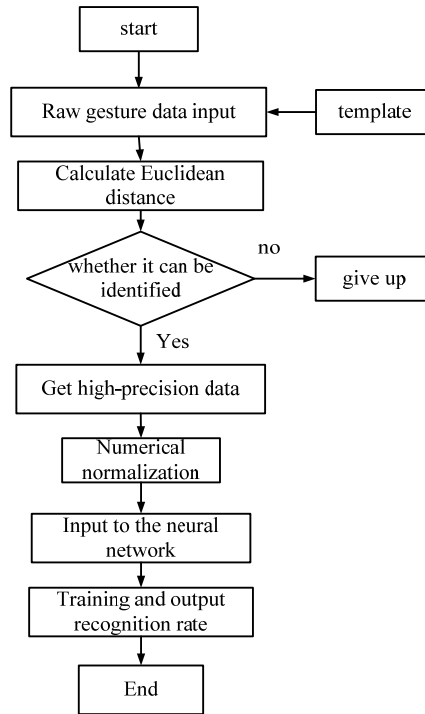 start
Raw gesture data input
template
Calculate Euclidean
distance
whether it can be
identified
no
give up
Yes
Get high-precision data
Numerical
normalization
Input to the neural
network
Training and output
recognition rate
End